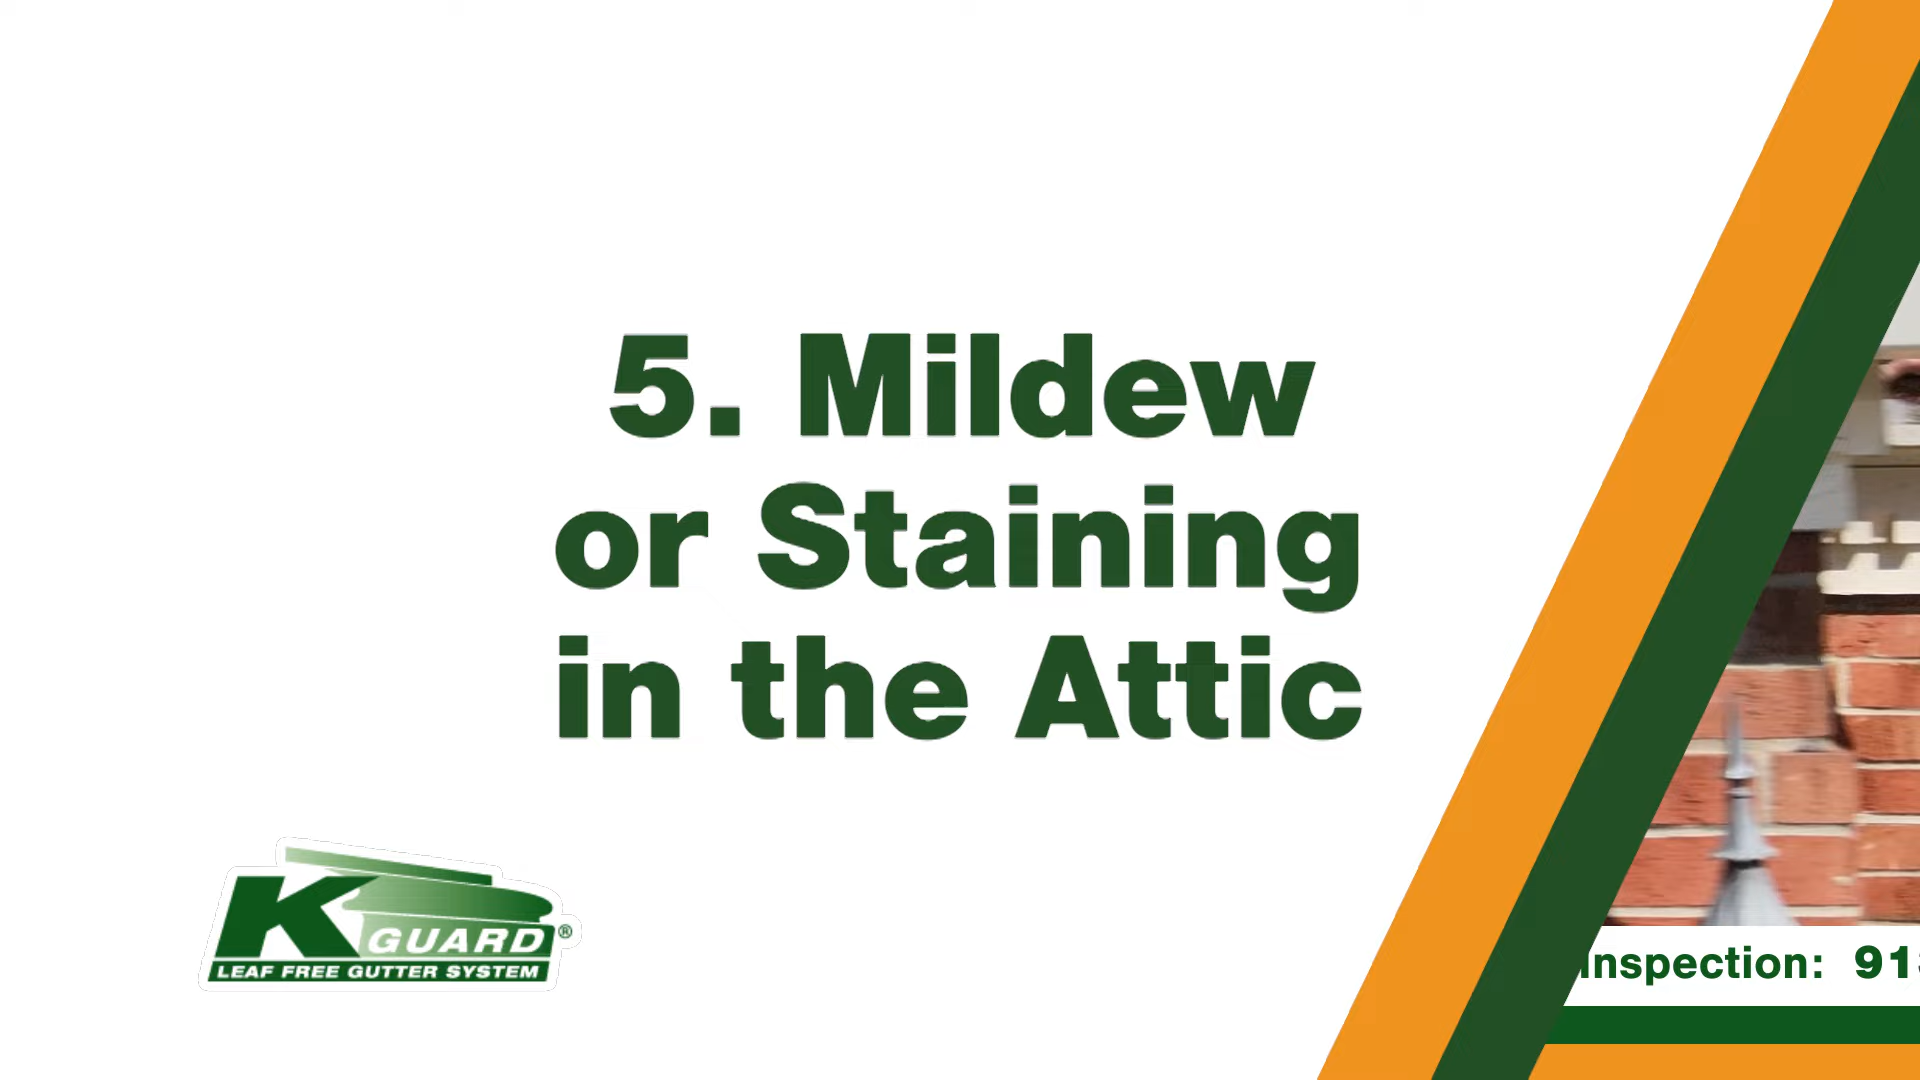 5. Mildew
or Staining
in the Attic
K GUARD®
LEAF FREE GUTTER SYSTEM
Inspection: 91